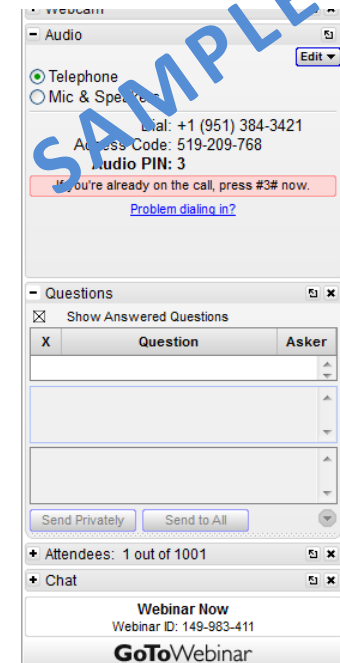 Webcam
SAMPLE
Audio
Edit
Telephone
Mic & Speakers
Dial: +1 (951) 384-3421
Access Code: 519-209-768
Audio PIN: 3
If you're already on the call, press #3# now.
Problem dialing in?
Questions
Show Answered Questions
X Question Asker
Send Privately Send to All
Attendees: 1 out of 1001
Chat
Webinar Now
Webinar ID: 149-983-411
GoToWebinar